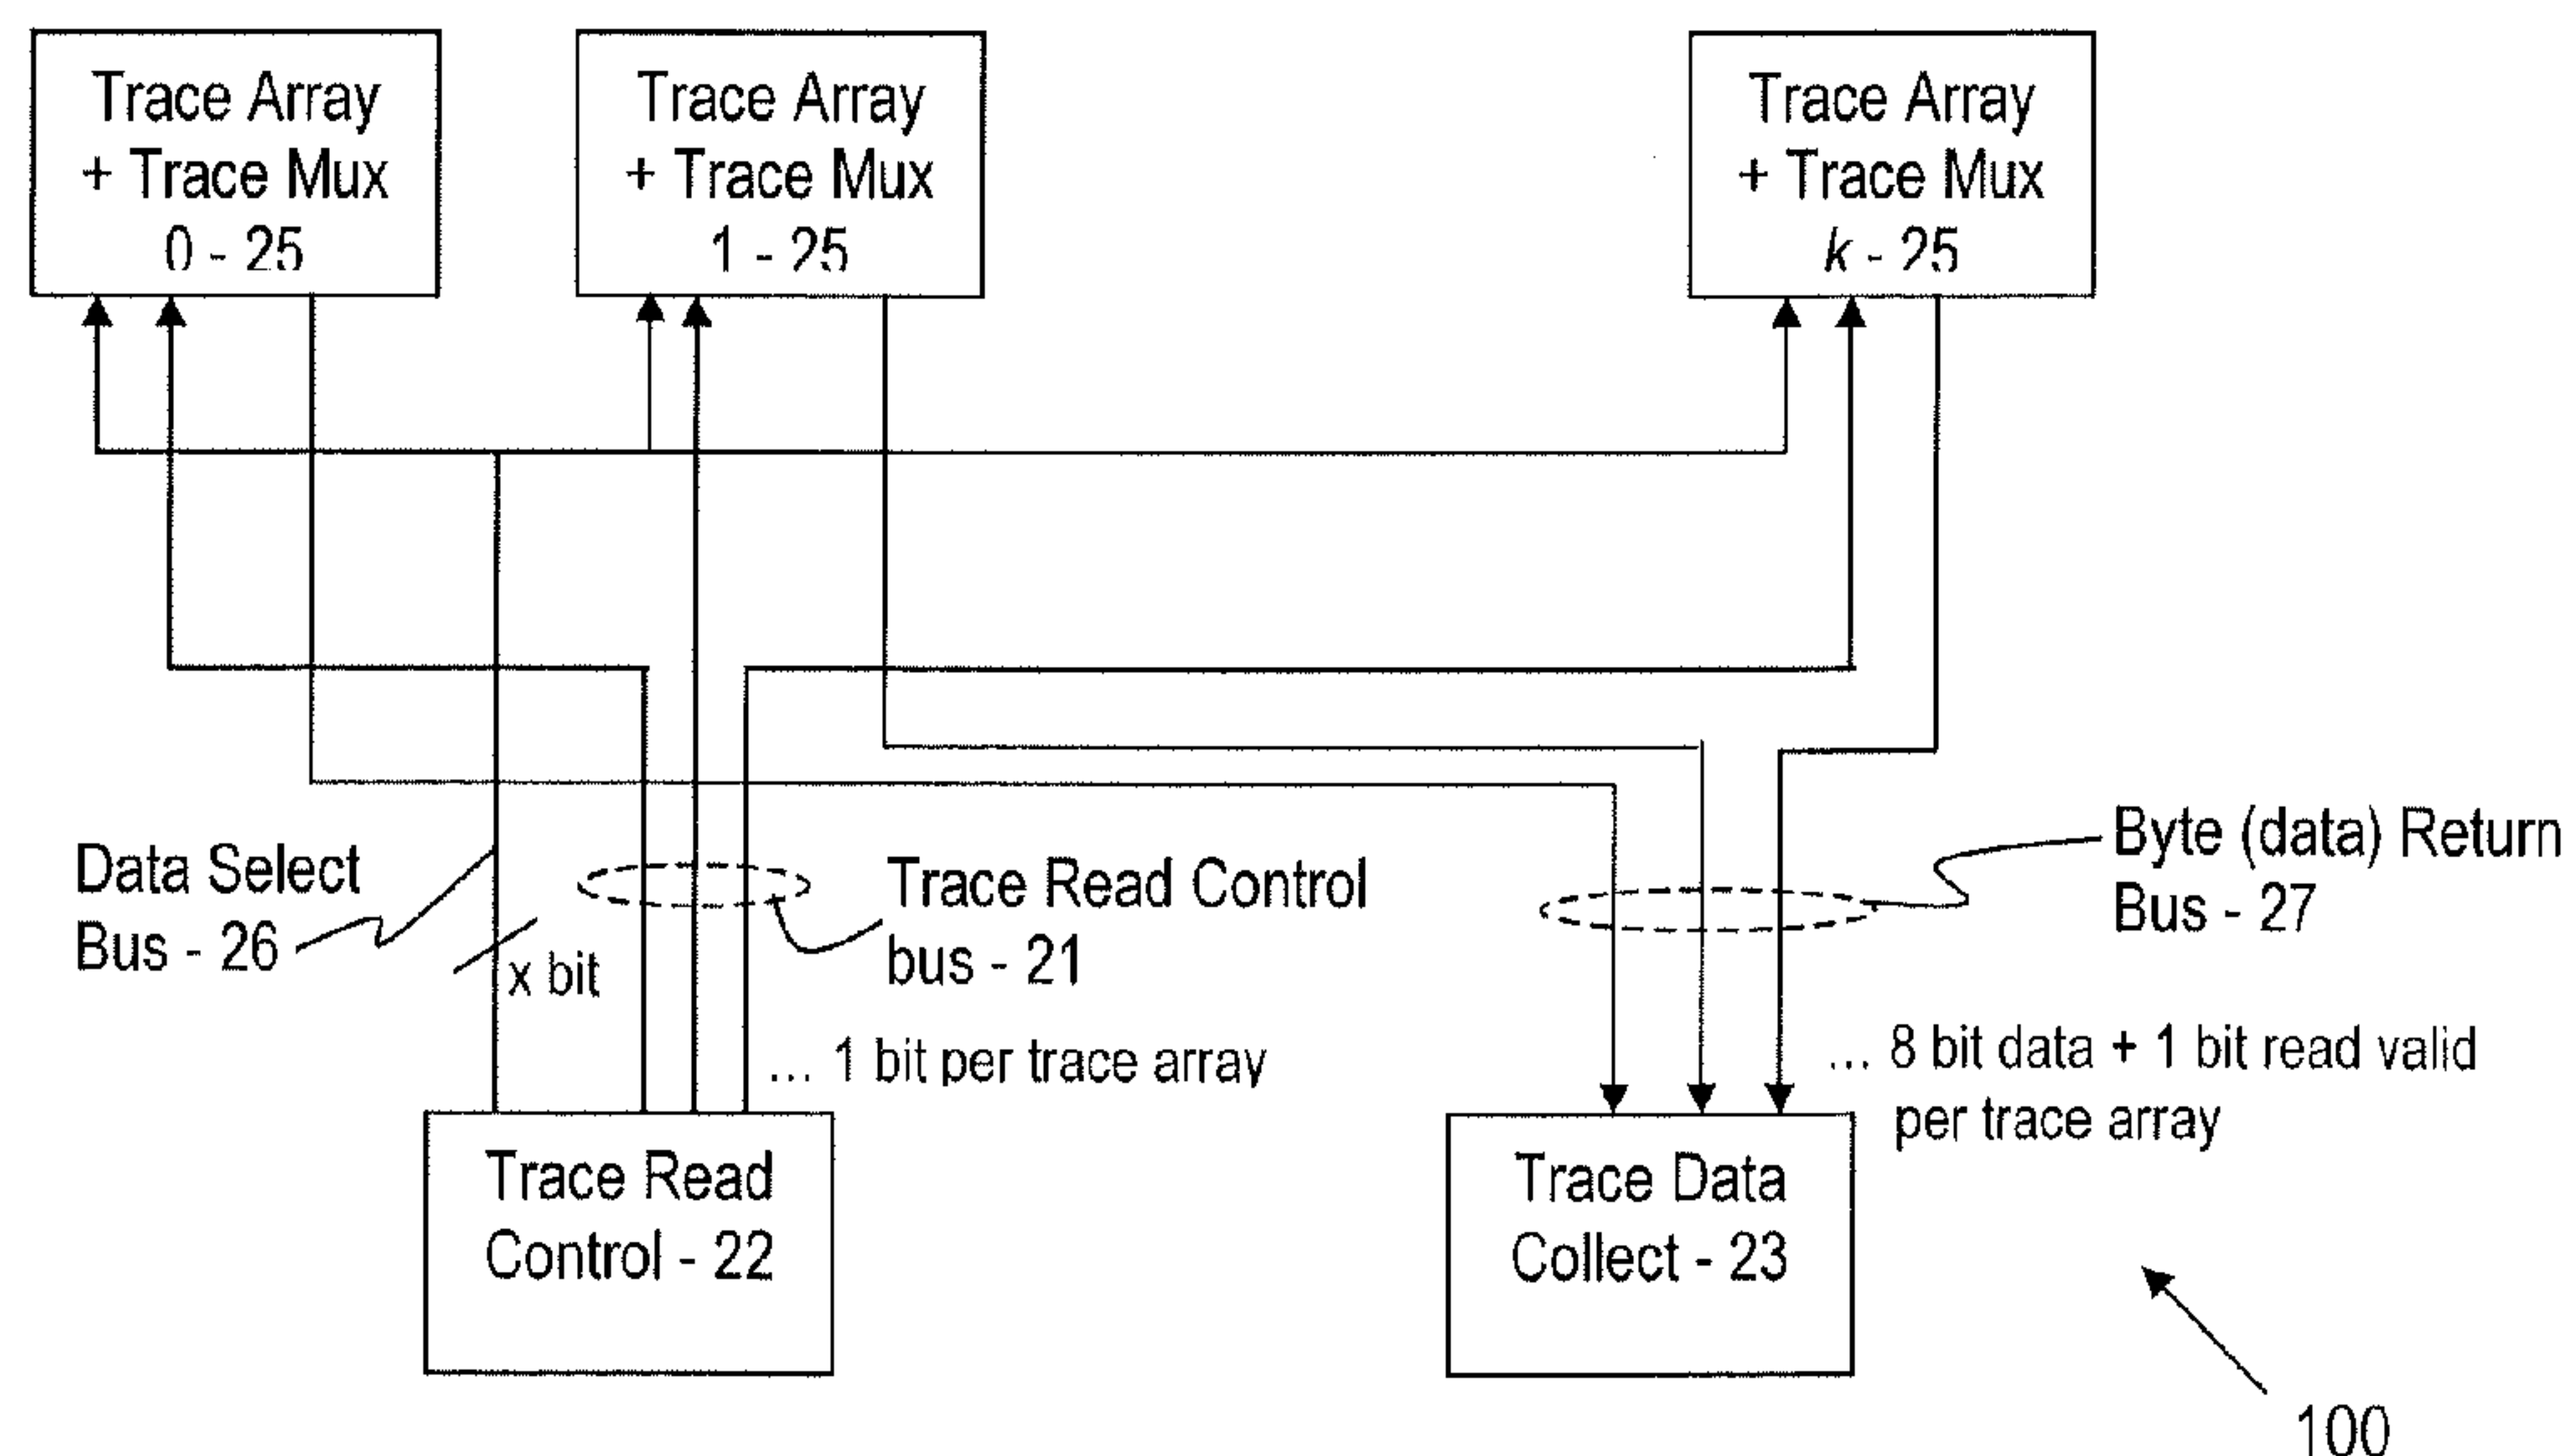 Trace Array
+ Trace Mux
0 - 25
Trace Array
+ Trace Mux
1 - 25
Trace Array
+ Trace Mux
k - 25
Data Select
Bus - 26
x bit
Trace Read Control
bus - 21
... 1 bit per trace array
Byte (data) Return
Bus - 27
... 8 bit data + 1 bit read valid
per trace array
Trace Read
Control - 22
Trace Data
Collect - 23
100